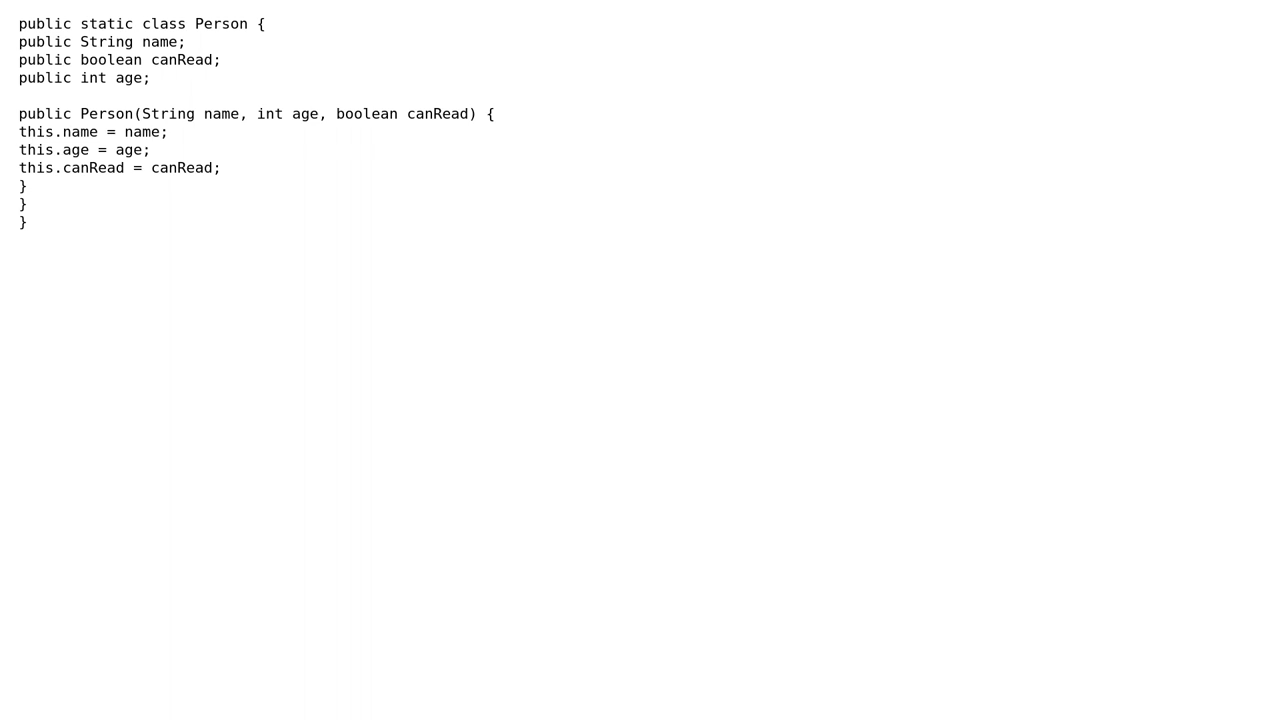 public static class Person {
public String name;
public boolean canRead;
public int age;

public Person(String name, int age, boolean canRead) {
this.name = name;
this.age = age;
this.canRead = canRead;
}
}
}